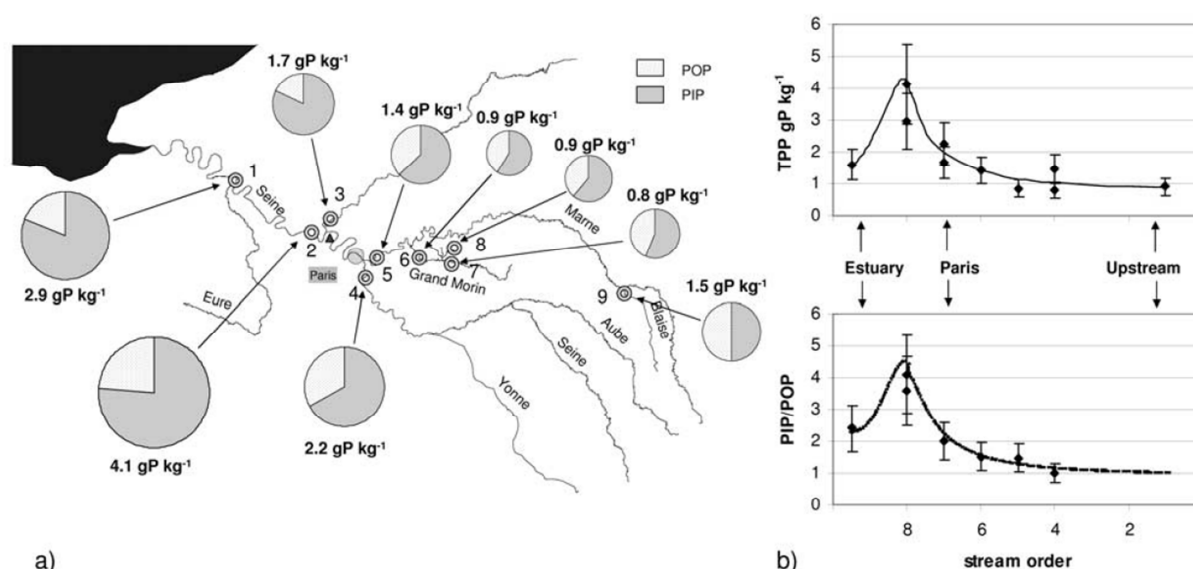 1.7 gP kg⁻¹
POP
PIP
1.4 gP kg⁻¹
0.9 gP kg⁻¹
0.9 gP kg⁻¹
0.8 gP kg⁻¹
1.5 gP kg⁻¹
2.9 gP kg⁻¹
4.1 gP kg⁻¹
2.2 gP kg⁻¹
1
2
3
4
5
6
7
8
9
Seine
Paris
Eure
Marne
Grand Morin
Blaise
Aube
Seine
Yonne
a)
TPP gP kg⁻¹
6
5
4
3
2
1
0
Estuary Paris Upstream
PIP/POP
6
5
4
3
2
1
0
8 6 4 2
stream order
b)